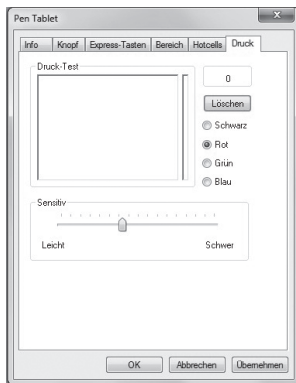 Pen Tablet
Info Knopf Express-Tasten Bereich Hotcells Druck
Druck-Test
0
Löschen
Schwarz
Rot
Grün
Blau
Sensitiv
Leicht Schwer
OK Abbrechen Übernehmen